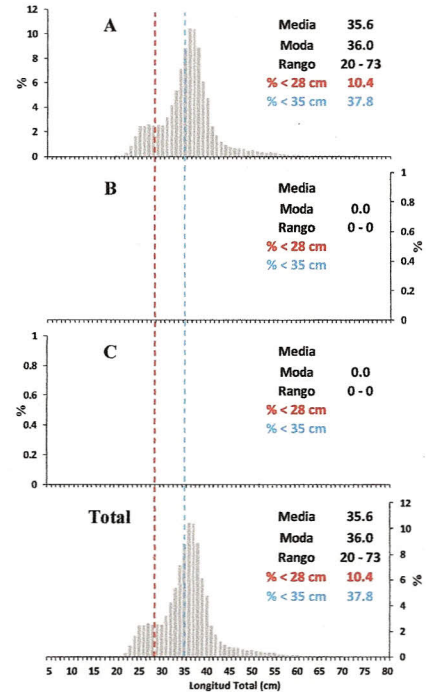 12
10
8
6
4
2
0
%
A
Media 35.6
Moda 36.0
Rango 20 - 73
% < 28 cm 10.4
% < 35 cm 37.8
B
Media
Moda 0.0
Rango 0 - 0
% < 28 cm
% < 35 cm
1
0.8
0.6
0.4
0.2
0
%
1
0.8
0.6
0.4
0.2
0
%
C
Media
Moda 0.0
Rango 0 - 0
% < 28 cm
% < 35 cm
Total
Media 35.6
Moda 36.0
Rango 20 - 73
% < 28 cm 10.4
% < 35 cm 37.8
12
10
8
6
4
2
0
%
5 10 15 20 25 30 35 40 45 50 55 60 65 70 75 80
Longitud Total (cm)